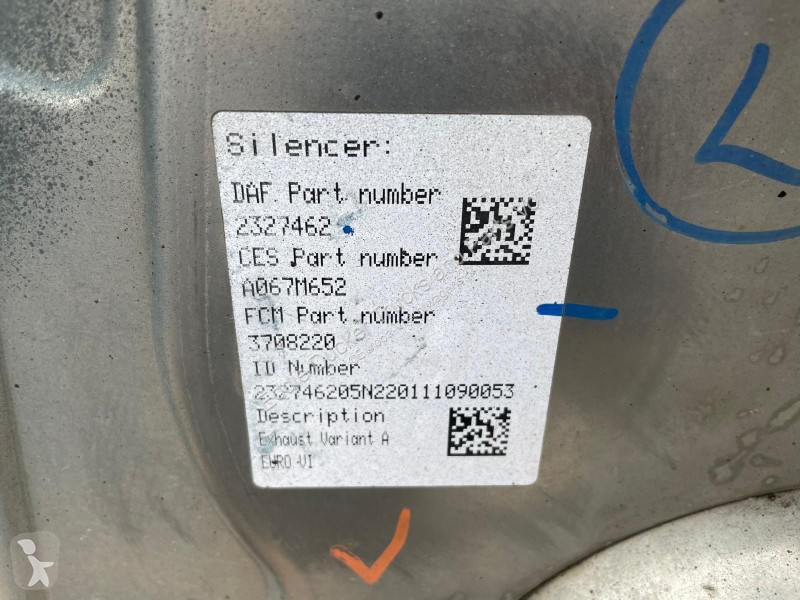 Silencer:
DAF Part number
2327462
CES Part number
A067M652
FCM Part number
3708220
ID Number
232746205N220111090053
Description
Exhaust Variant A
EURO VI